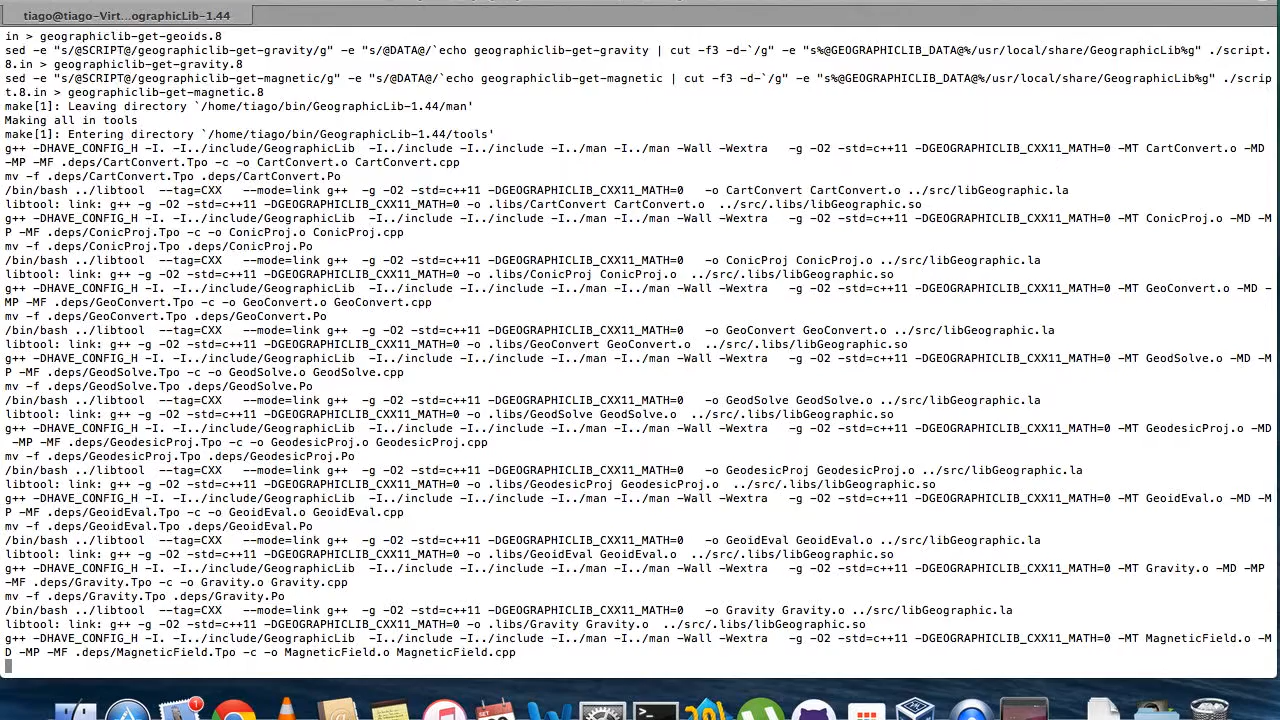 tiago@tiago-Virt...ographicLib-1.44
in > geographiclib-get-geoids.8
sed -e "s/@SCRIPT@/geographiclib-get-gravity/g" -e "s/@DATA@/`echo geographiclib-get-gravity | cut -f3 -d-`/g" -e "s%@GEOGRAPHICLIB_DATA@%/usr/local/share/GeographicLib%g" ./script.
8.in > geographiclib-get-gravity.8
sed -e "s/@SCRIPT@/geographiclib-get-magnetic/g" -e "s/@DATA@/`echo geographiclib-get-magnetic | cut -f3 -d-`/g" -e "s%@GEOGRAPHICLIB_DATA@%/usr/local/share/GeographicLib%g" ./scrip
t.8.in > geographiclib-get-magnetic.8
make[1]: Leaving directory `/home/tiago/bin/GeographicLib-1.44/man'
Making all in tools
make[1]: Entering directory `/home/tiago/bin/GeographicLib-1.44/tools'
g++ -DHAVE_CONFIG_H -I. -I../include/GeographicLib  -I../include -I../include -I../man -I../man -Wall -Wextra   -g -O2 -std=c++11 -DGEOGRAPHICLIB_CXX11_MATH=0 -MT CartConvert.o -MD
-MP -MF .deps/CartConvert.Tpo -c -o CartConvert.o CartConvert.cpp
mv -f .deps/CartConvert.Tpo .deps/CartConvert.Po
/bin/bash ../libtool  --tag=CXX   --mode=link g++  -g -O2 -std=c++11 -DGEOGRAPHICLIB_CXX11_MATH=0   -o CartConvert CartConvert.o ../src/libGeographic.la
libtool: link: g++ -g -O2 -std=c++11 -DGEOGRAPHICLIB_CXX11_MATH=0 -o .libs/CartConvert CartConvert.o  ../src/.libs/libGeographic.so
g++ -DHAVE_CONFIG_H -I. -I../include/GeographicLib  -I../include -I../include -I../man -I../man -Wall -Wextra   -g -O2 -std=c++11 -DGEOGRAPHICLIB_CXX11_MATH=0 -MT ConicProj.o -MD -M
P -MF .deps/ConicProj.Tpo -c -o ConicProj.o ConicProj.cpp
mv -f .deps/ConicProj.Tpo .deps/ConicProj.Po
/bin/bash ../libtool  --tag=CXX   --mode=link g++  -g -O2 -std=c++11 -DGEOGRAPHICLIB_CXX11_MATH=0   -o ConicProj ConicProj.o ../src/libGeographic.la
libtool: link: g++ -g -O2 -std=c++11 -DGEOGRAPHICLIB_CXX11_MATH=0 -o .libs/ConicProj ConicProj.o  ../src/.libs/libGeographic.so
g++ -DHAVE_CONFIG_H -I. -I../include/GeographicLib  -I../include -I../include -I../man -I../man -Wall -Wextra   -g -O2 -std=c++11 -DGEOGRAPHICLIB_CXX11_MATH=0 -MT GeoConvert.o -MD -
MP -MF .deps/GeoConvert.Tpo -c -o GeoConvert.o GeoConvert.cpp
mv -f .deps/GeoConvert.Tpo .deps/GeoConvert.Po
/bin/bash ../libtool  --tag=CXX   --mode=link g++  -g -O2 -std=c++11 -DGEOGRAPHICLIB_CXX11_MATH=0   -o GeoConvert GeoConvert.o ../src/libGeographic.la
libtool: link: g++ -g -O2 -std=c++11 -DGEOGRAPHICLIB_CXX11_MATH=0 -o .libs/GeoConvert GeoConvert.o  ../src/.libs/libGeographic.so
g++ -DHAVE_CONFIG_H -I. -I../include/GeographicLib  -I../include -I../include -I../man -I../man -Wall -Wextra   -g -O2 -std=c++11 -DGEOGRAPHICLIB_CXX11_MATH=0 -MT GeodSolve.o -MD -M
P -MF .deps/GeodSolve.Tpo -c -o GeodSolve.o GeodSolve.cpp
mv -f .deps/GeodSolve.Tpo .deps/GeodSolve.Po
/bin/bash ../libtool  --tag=CXX   --mode=link g++  -g -O2 -std=c++11 -DGEOGRAPHICLIB_CXX11_MATH=0   -o GeodSolve GeodSolve.o ../src/libGeographic.la
libtool: link: g++ -g -O2 -std=c++11 -DGEOGRAPHICLIB_CXX11_MATH=0 -o .libs/GeodSolve GeodSolve.o  ../src/.libs/libGeographic.so
g++ -DHAVE_CONFIG_H -I. -I../include/GeographicLib  -I../include -I../include -I../man -I../man -Wall -Wextra   -g -O2 -std=c++11 -DGEOGRAPHICLIB_CXX11_MATH=0 -MT GeodesicProj.o -MD
 -MP -MF .deps/GeodesicProj.Tpo -c -o GeodesicProj.o GeodesicProj.cpp
mv -f .deps/GeodesicProj.Tpo .deps/GeodesicProj.Po
/bin/bash ../libtool  --tag=CXX   --mode=link g++  -g -O2 -std=c++11 -DGEOGRAPHICLIB_CXX11_MATH=0   -o GeodesicProj GeodesicProj.o ../src/libGeographic.la
libtool: link: g++ -g -O2 -std=c++11 -DGEOGRAPHICLIB_CXX11_MATH=0 -o .libs/GeodesicProj GeodesicProj.o  ../src/.libs/libGeographic.so
g++ -DHAVE_CONFIG_H -I. -I../include/GeographicLib  -I../include -I../include -I../man -I../man -Wall -Wextra   -g -O2 -std=c++11 -DGEOGRAPHICLIB_CXX11_MATH=0 -MT GeoidEval.o -MD -M
P -MF .deps/GeoidEval.Tpo -c -o GeoidEval.o GeoidEval.cpp
mv -f .deps/GeoidEval.Tpo .deps/GeoidEval.Po
/bin/bash ../libtool  --tag=CXX   --mode=link g++  -g -O2 -std=c++11 -DGEOGRAPHICLIB_CXX11_MATH=0   -o GeoidEval GeoidEval.o ../src/libGeographic.la
libtool: link: g++ -g -O2 -std=c++11 -DGEOGRAPHICLIB_CXX11_MATH=0 -o .libs/GeoidEval GeoidEval.o  ../src/.libs/libGeographic.so
g++ -DHAVE_CONFIG_H -I. -I../include/GeographicLib  -I../include -I../include -I../man -I../man -Wall -Wextra   -g -O2 -std=c++11 -DGEOGRAPHICLIB_CXX11_MATH=0 -MT Gravity.o -MD -MP
-MF .deps/Gravity.Tpo -c -o Gravity.o Gravity.cpp
mv -f .deps/Gravity.Tpo .deps/Gravity.Po
/bin/bash ../libtool  --tag=CXX   --mode=link g++  -g -O2 -std=c++11 -DGEOGRAPHICLIB_CXX11_MATH=0   -o Gravity Gravity.o ../src/libGeographic.la
libtool: link: g++ -g -O2 -std=c++11 -DGEOGRAPHICLIB_CXX11_MATH=0 -o .libs/Gravity Gravity.o  ../src/.libs/libGeographic.so
g++ -DHAVE_CONFIG_H -I. -I../include/GeographicLib  -I../include -I../include -I../man -I../man -Wall -Wextra   -g -O2 -std=c++11 -DGEOGRAPHICLIB_CXX11_MATH=0 -MT MagneticField.o -M
D -MP -MF .deps/MagneticField.Tpo -c -o MagneticField.o MagneticField.cpp
1
SET